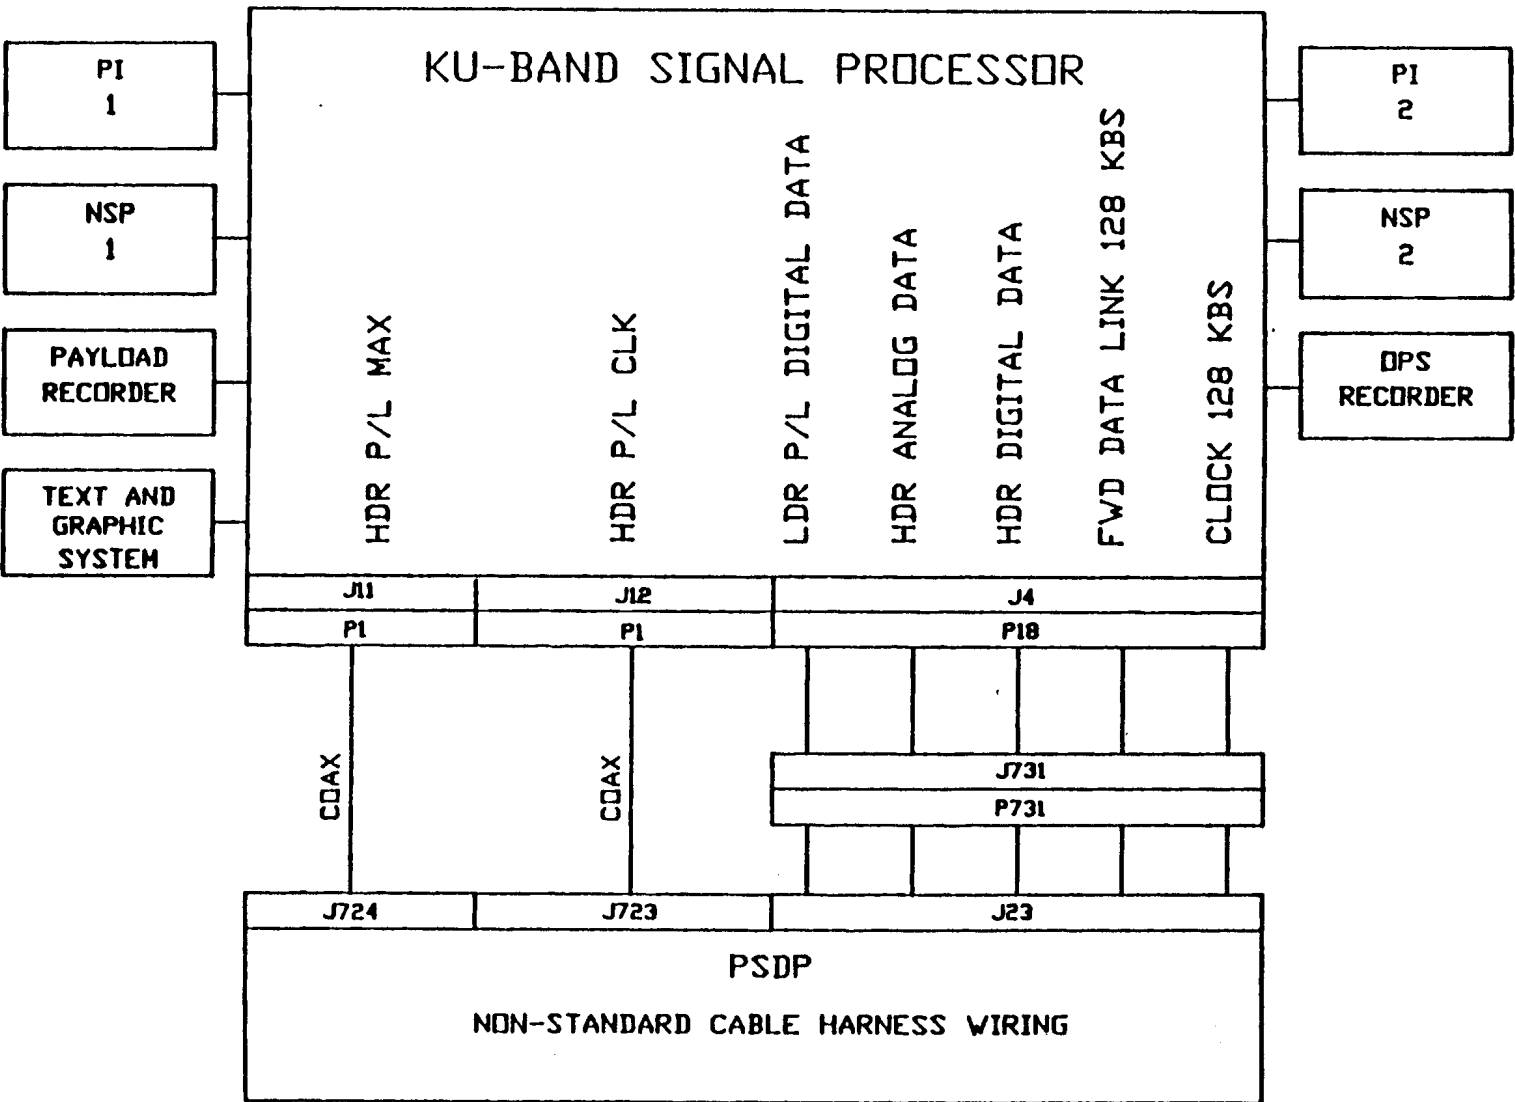 KU-BAND SIGNAL PROCESSOR
PI
1
NSP
1
PAYLOAD
RECORDER
TEXT AND
GRAPHIC
SYSTEM
PI
2
NSP
2
OPS
RECORDER
HDR P/L MAX
HDR P/L CLK
LDR P/L DIGITAL DATA
HDR ANALOG DATA
HDR DIGITAL DATA
FWD DATA LINK 128 KBS
CLOCK 128 KBS
J11
J12
J4
P1
P1
P18
COAX
COAX
J731
P731
J724
J723
J23
PSDP
NON-STANDARD CABLE HARNESS WIRING